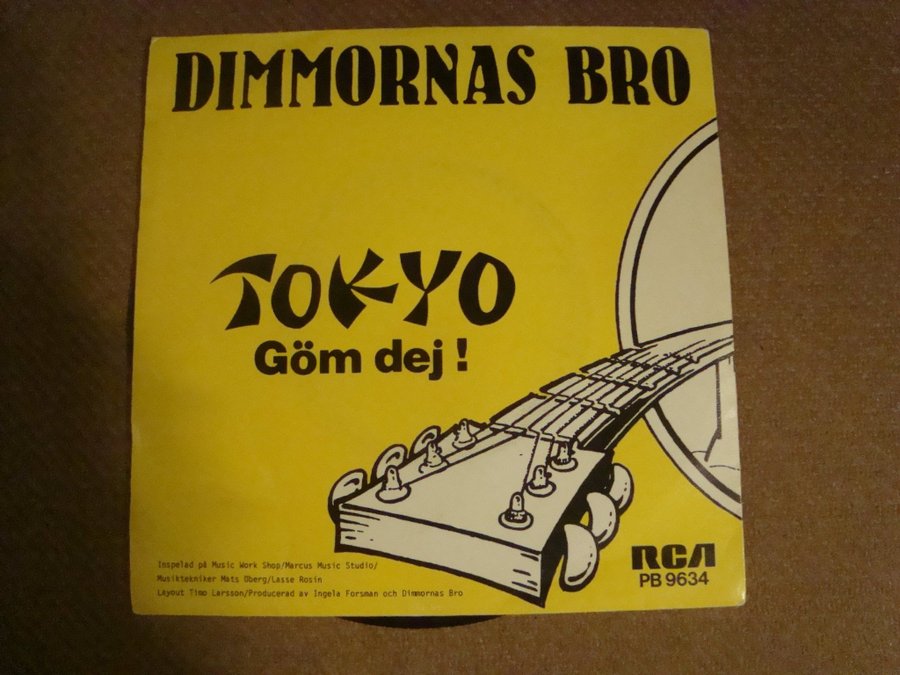 DIMMORNAS BRO
TOKYO
Göm dej !
RCA
PB 9634
Inspelad på Music Work Shop/Marcus Music Studio/
Musiktekniker Mats Oberg/Lasse Rosin
Layout Timo Larsson/Producerad av Ingela Forsman och Dimmornas Bro